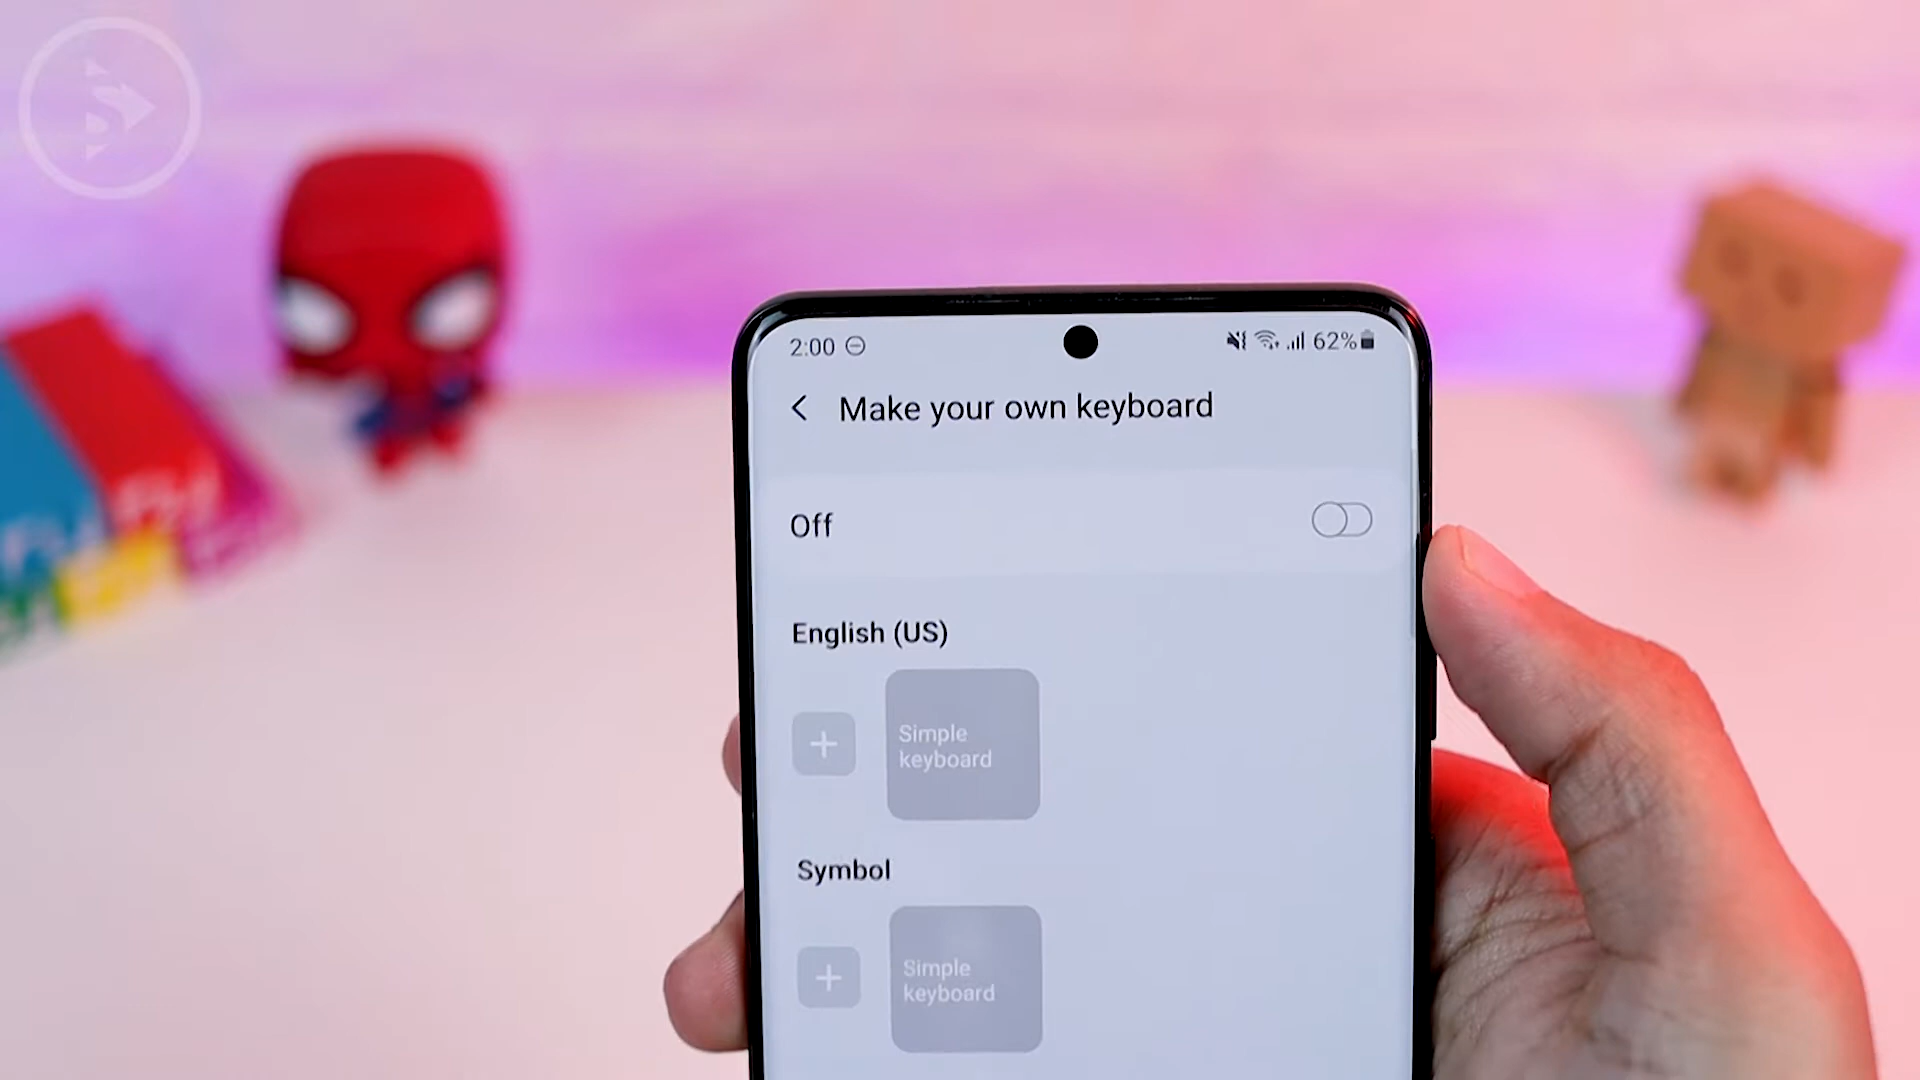 2:00
62%
Make your own keyboard
Off
English (US)
Simple
keyboard
Symbol
Simple
keyboard